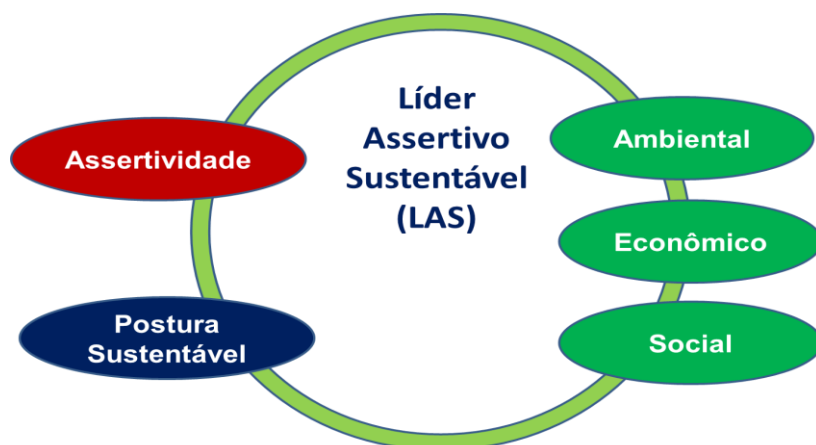 Líder
Assertivo
Sustentável
(LAS)
Assertividade
Postura
Sustentável
Ambiental
Econômico
Social